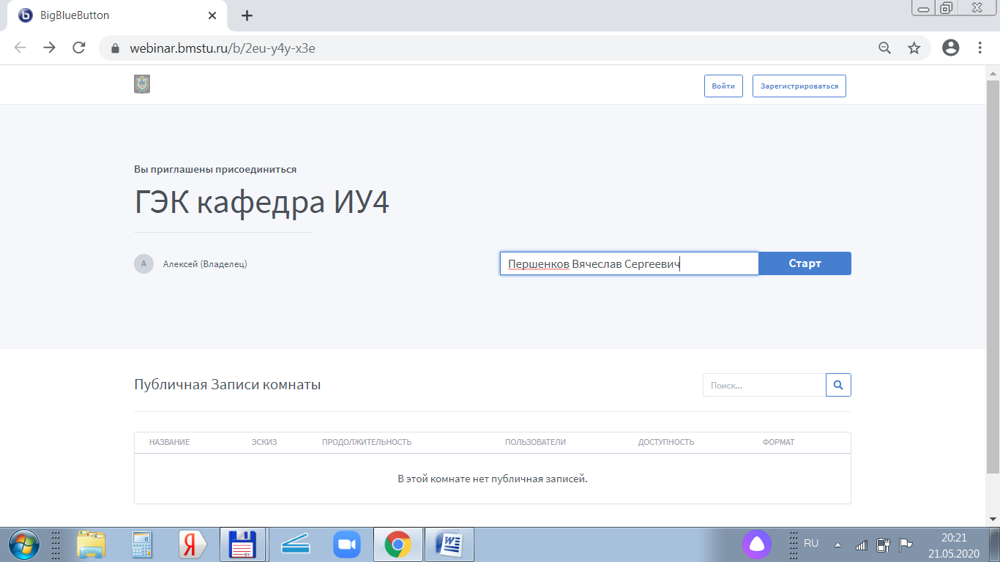 BigBlueButton
webinar.bmstu.ru/b/2eu-y4y-x3e
Войти
Зарегистрироваться
Вы приглашены присоединиться
ГЭК кафедра ИУ4
А
Алексей (Владелец)
Першенков Вячеслав Сергеевич
Старт
Публичная Записи комнаты
Поиск...
НАЗВАНИЕ ЭСКИЗ ПРОДОЛЖИТЕЛЬНОСТЬ ПОЛЬЗОВАТЕЛИ ДОСТУПНОСТЬ ФОРМАТ
В этой комнате нет публичная записей.
RU
20:21
21.05.2020